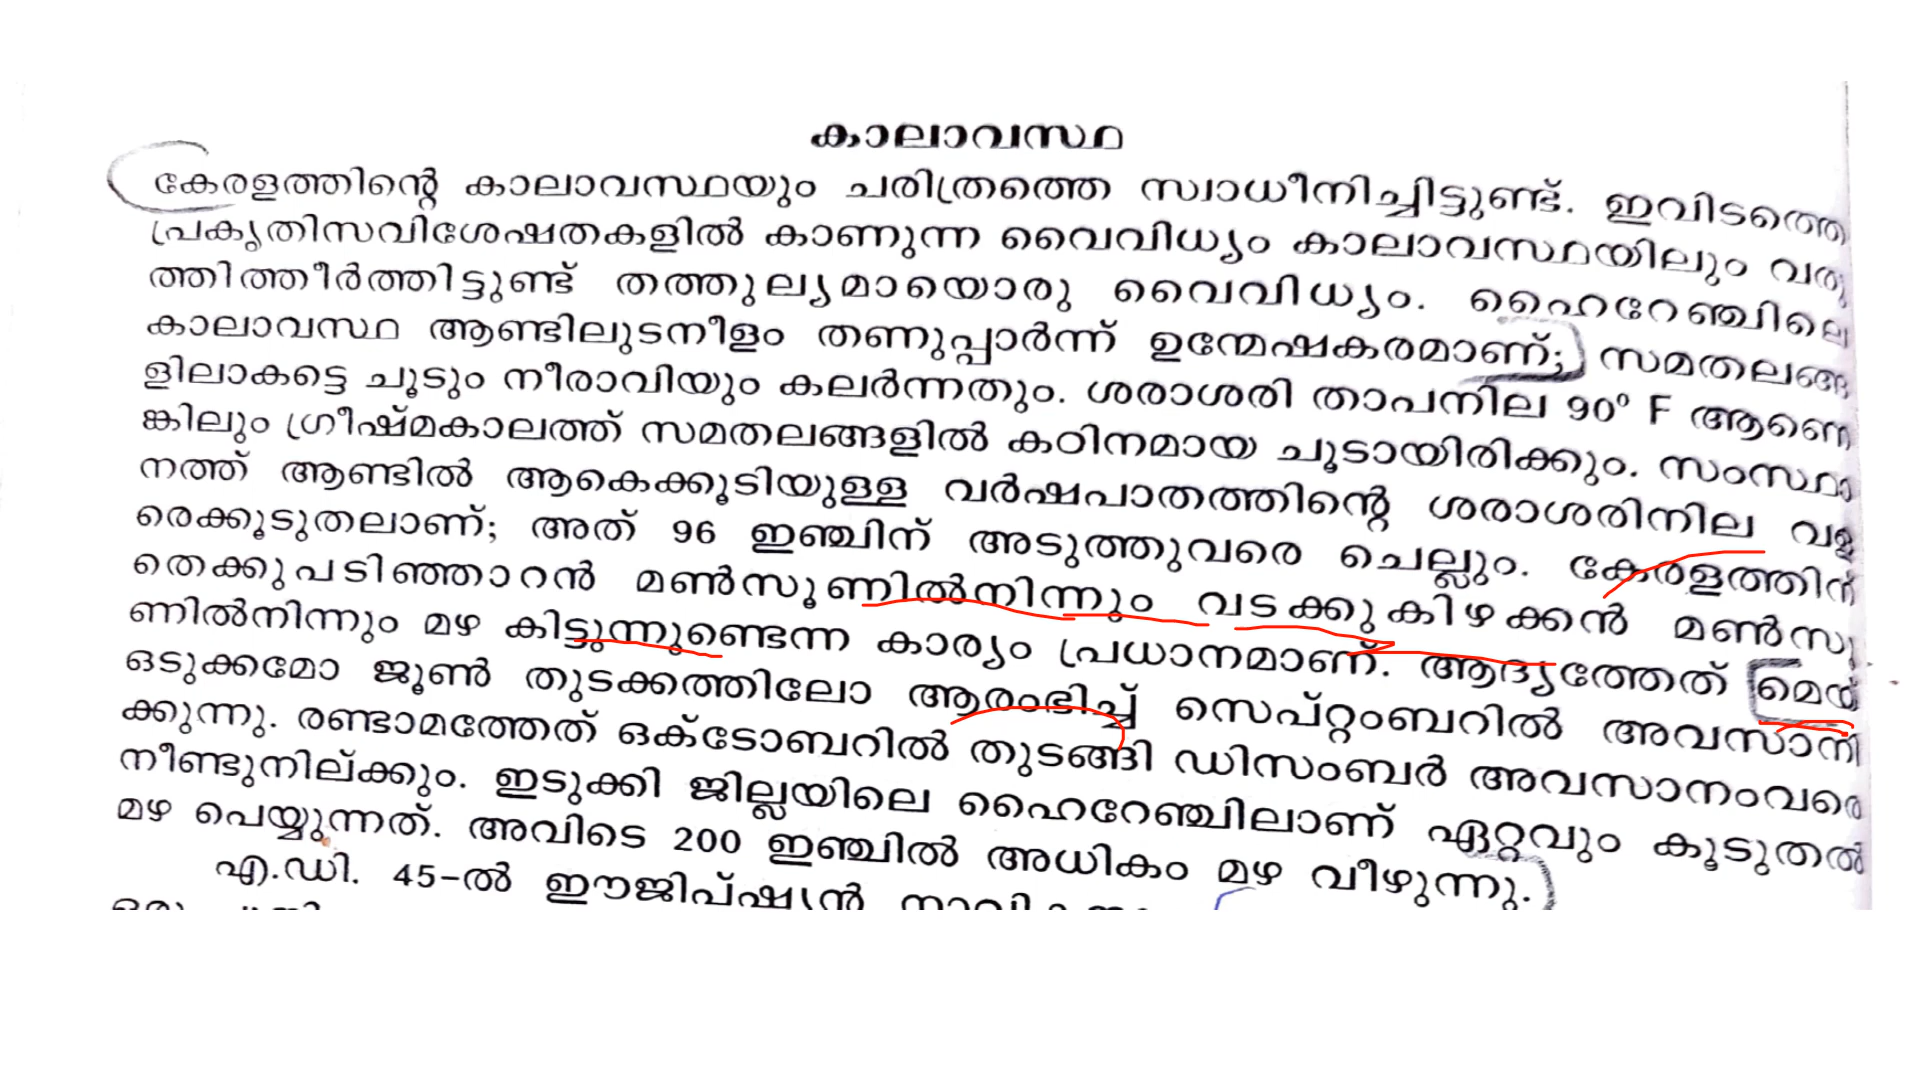 കാലാവസ്ഥ
കേരളത്തിന്റെ കാലാവസ്ഥയും ചരിത്രത്തെ സ്വാധീനിച്ചിട്ടുണ്ട്. ഇവിടത്തെ
പ്രകൃതിസവിശേഷതകളിൽ കാണുന്ന വൈവിധ്യം കാലാവസ്ഥയിലും വരു
ത്തിത്തീർത്തിട്ടുണ്ട് തത്തുല്യമായൊരു വൈവിധ്യം. ഹൈറേഞ്ചിലെ
കാലാവസ്ഥ ആണ്ടിലുടനീളം തണുപ്പാർന്ന് ഉന്മേഷകരമാണ്; സമതലങ്ങ
ളിലാകട്ടെ ചൂടും നീരാവിയും കലർന്നതും. ശരാശരി താപനില 90° F ആണെ
ങ്കിലും ഗ്രീഷ്മകാലത്ത് സമതലങ്ങളിൽ കഠിനമായ ചൂടായിരിക്കും. സംസ്ഥാ
നത്ത് ആണ്ടിൽ ആകെക്കൂടിയുള്ള വർഷപാതത്തിന്റെ ശരാശരിനില വള
രെക്കൂടുതലാണ്; അത് 96 ഇഞ്ചിന് അടുത്തുവരെ ചെല്ലും. കേരളത്തിന്
തെക്കുപടിഞ്ഞാറൻ മൺസൂണിൽനിന്നും വടക്കുകിഴക്കൻ മൺസൂ
ണിൽനിന്നും മഴ കിട്ടുന്നുണ്ടെന്ന കാര്യം പ്രധാനമാണ്. ആദ്യത്തേത് മെയ്
ഒടുക്കമോ ജൂൺ തുടക്കത്തിലോ ആരംഭിച്ച് സെപ്റ്റംബറിൽ അവസാനി
ക്കുന്നു. രണ്ടാമത്തേത് ഒക്ടോബറിൽ തുടങ്ങി ഡിസംബർ അവസാനംവരെ
നീണ്ടുനില്ക്കും. ഇടുക്കി ജില്ലയിലെ ഹൈറേഞ്ചിലാണ് ഏറ്റവും കൂടുതൽ
മഴ പെയ്യുന്നത്. അവിടെ 200 ഇഞ്ചിൽ അധികം മഴ വീഴുന്നു.
എ.ഡി. 45-ൽ ഈജിപ്ഷ്യൻ